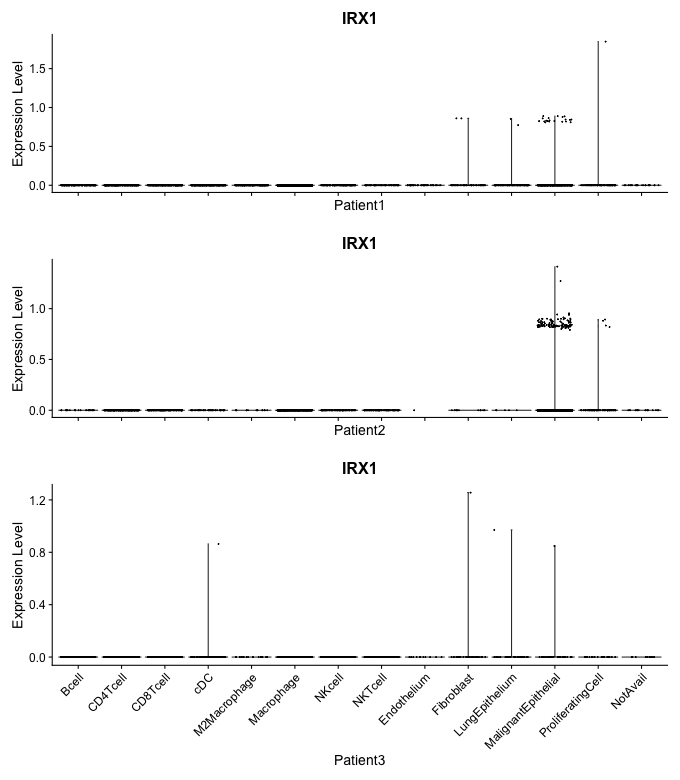 IRX1
Expression Level
1.5
1.0
0.5
0.0
Patient1
IRX1
Expression Level
1.0
0.5
0.0
Patient2
IRX1
Expression Level
1.2
0.8
0.4
0.0
Bcell
CD4Tcell
CD8Tcell
cDC
M2Macrophage
Macrophage
NKcell
NKTcell
Endothelium
Fibroblast
LungEpithelium
MalignantEpithelial
ProliferatingCell
NotAvail
Patient3